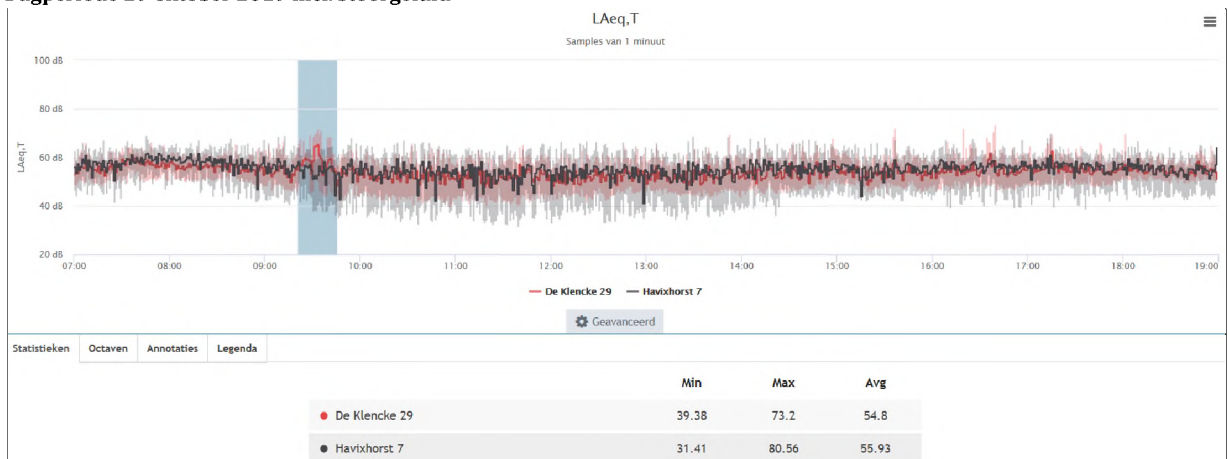 LAeq,T
Samples van 1 minuut
100 dB
80 dB
60 dB
40 dB
20 dB
LAeq,T
07:00 08:00 09:00 10:00 11:00 12:00 13:00 14:00 15:00 16:00 17:00 18:00 19:00
De Klencke 29 Havixhorst 7
Geavanceerd
Statistieken Octaven Annotaties Legenda
Min Max Avg
De Klencke 29 39.38 73.2 54.8
Havixhorst 7 31.41 80.56 55.93